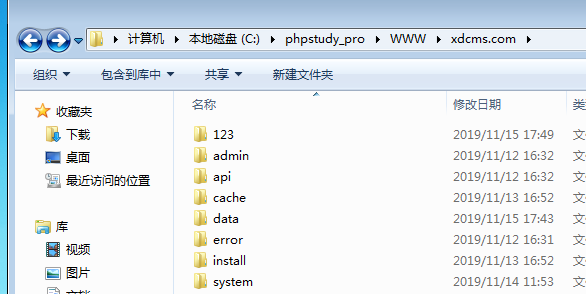 计算机 ▸ 本地磁盘 (C:) ▸ phpstudy_pro ▸ WWW ▸ xdcms.com ▸
组织 包含到库中 共享 新建文件夹
收藏夹
下载
桌面
最近访问的位置
库
视频
图片
名称 修改日期 类
123 2019/11/15 17:49 文
admin 2019/11/12 16:32 文
api 2019/11/12 16:32 文
cache 2019/11/13 16:52 文
data 2019/11/15 17:43 文
error 2019/11/12 16:31 文
install 2019/11/13 16:52 文
system 2019/11/14 11:53 文